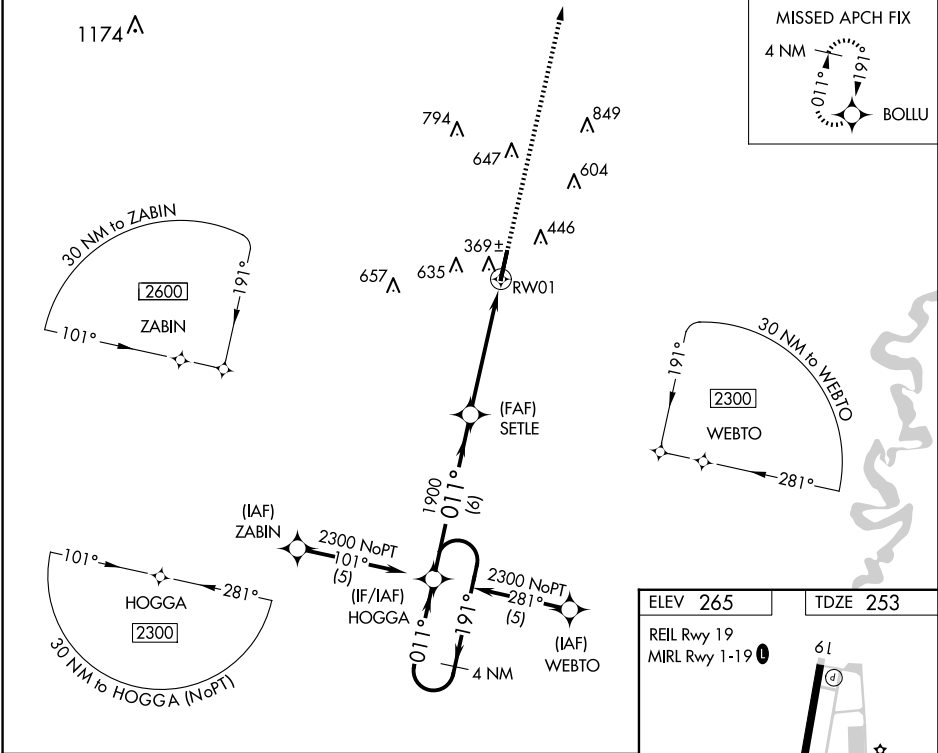 1174
MISSED APCH FIX
4 NM
011°
191°
BOLLU
794
849
647
604
446
369±
635
657
RW01
30 NM to ZABIN
2600
ZABIN
101°
191°
30 NM to WEBTO
191°
2300
WEBTO
281°
(FAF)
SETLE
1900
011°
(6)
(IAF)
ZABIN
2300 NoPT
101°
(5)
(IF/IAF)
HOGGA
2300 NoPT
281°
(5)
(IAF)
WEBTO
011°
191°
4 NM
101°
281°
HOGGA
2300
30 NM to HOGGA (NoPT)
ELEV 265
TDZE 253
REIL Rwy 19
MIRL Rwy 1-19 L
19
P